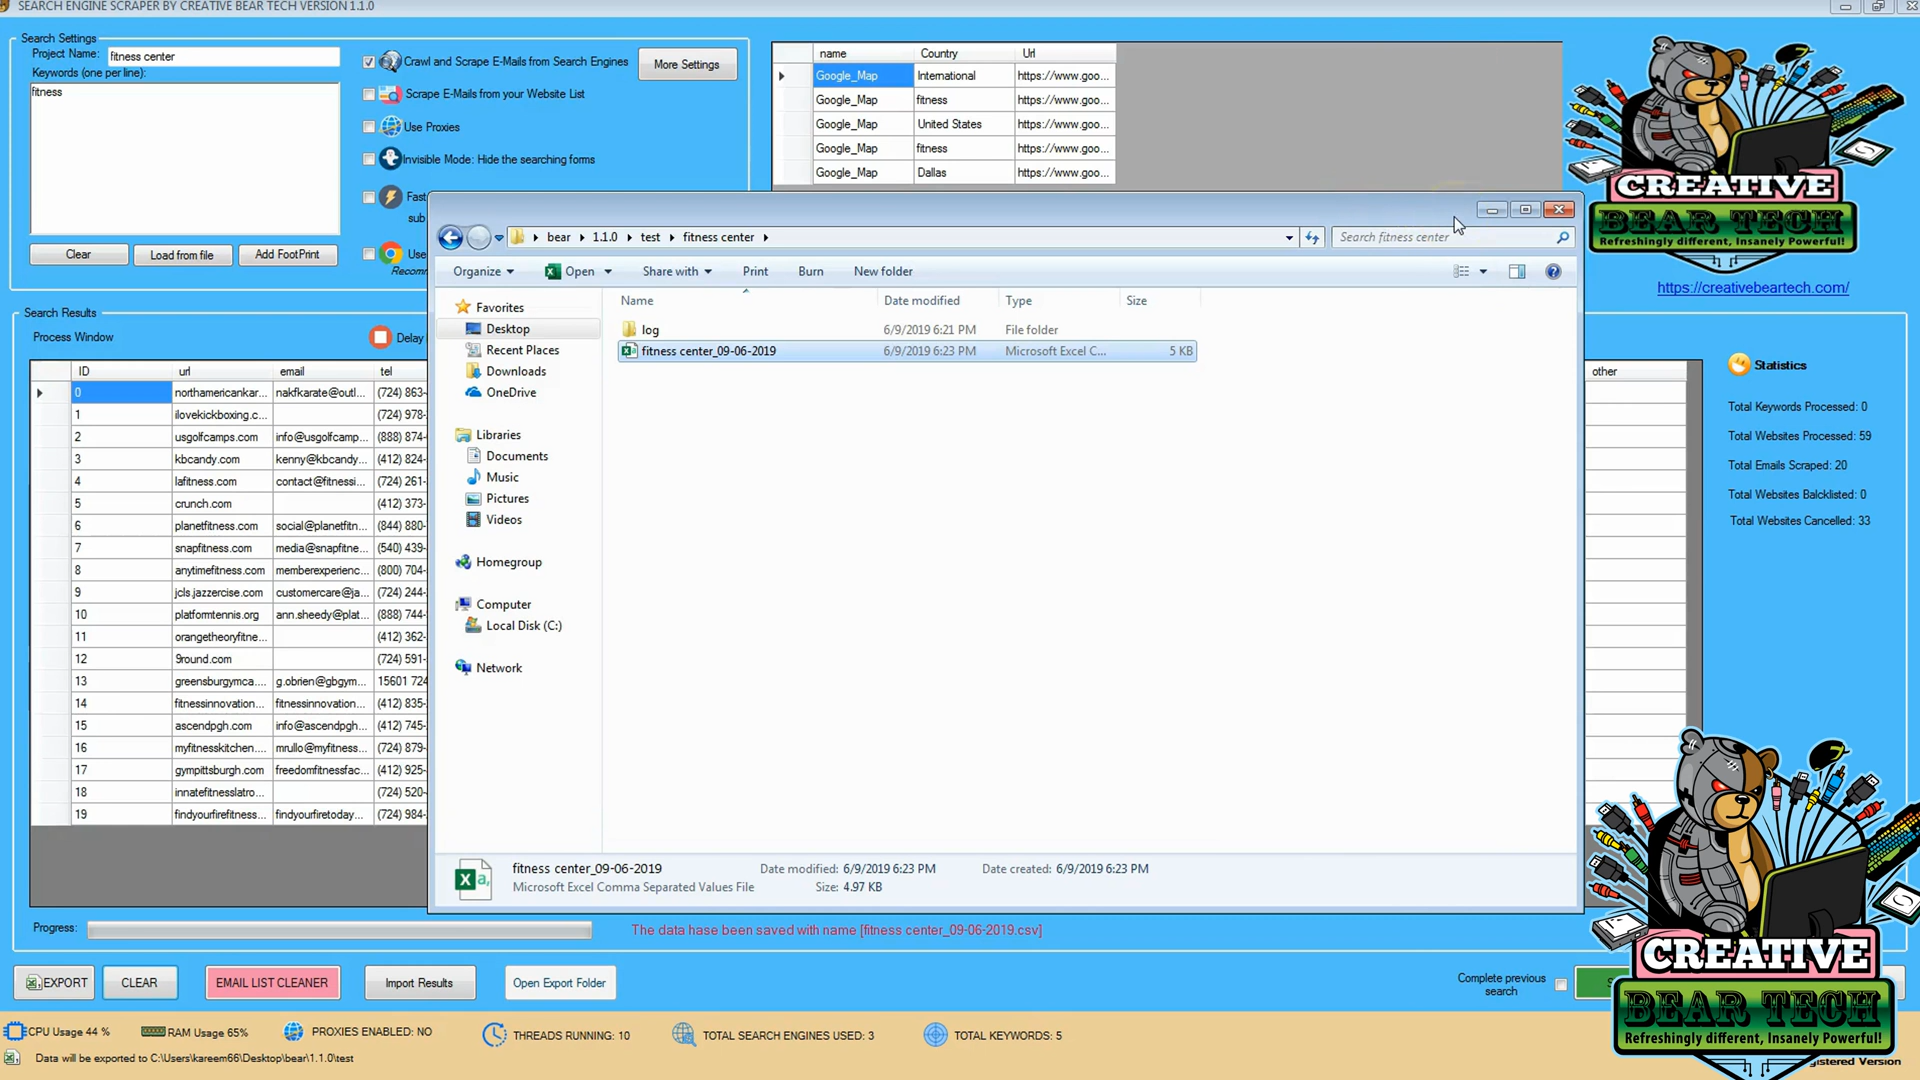 SEARCH ENGINE SCRAPER BY CREATIVE BEAR TECH VERSION 1.1.0
Search Settings
Project Name: fitness center
Keywords (one per line):
fitness
Clear
Load from file
Add FootPrint
Crawl and Scrape E-Mails from Search Engines
More Settings
Scrape E-Mails from your Website List
Use Proxies
Invisible Mode: Hide the searching forms
Fast
sub
Use
Recomm
name Country Url
Google_Map International https://www.goo...
Google_Map fitness https://www.goo...
Google_Map United States https://www.goo...
Google_Map fitness https://www.goo...
Google_Map Dallas https://www.goo...
CREATIVE
BEAR TECH
Refreshingly different, Insanely Powerful!
https://creativebeartech.com/
bear 1.1.0 test fitness center
Search fitness center
Organize Open Share with Print Burn New folder
Favorites
Desktop
Recent Places
Downloads
OneDrive
Libraries
Documents
Music
Pictures
Videos
Homegroup
Computer
Local Disk (C:)
Network
Name Date modified Type Size
log 6/9/2019 6:21 PM File folder
fitness center_09-06-2019 6/9/2019 6:23 PM Microsoft Excel C... 5 KB
fitness center_09-06-2019 Date modified: 6/9/2019 6:23 PM Date created: 6/9/2019 6:23 PM
Microsoft Excel Comma Separated Values File Size: 4.97 KB
Search Results
Process Window
Delay
ID url email tel
0 northamericankar... nakfkarate@outl... (724) 863-
1 ilovekickboxing.c... (724) 978-
2 usgolfcamps.com info@usgolfcamp... (888) 874-
3 kbcandy.com kenny@kbcandy... (412) 824-
4 lafitness.com contact@fitnessi... (724) 261-
5 crunch.com (412) 373-
6 planetfitness.com social@planetfitn... (844) 880-
7 snapfitness.com media@snapfitne... (540) 439-
8 anytimefitness.com memberexperienc... (800) 704-
9 jcls.jazzercise.com customercare@ja... (724) 244-
10 platformtennis.org ann.sheedy@plat... (888) 744-
11 orangetheoryfitne... (412) 362-
12 9round.com (724) 591-
13 greensburgymca.... g.obrien@gbgym... 15601 724
14 fitnessinnovation... fitnessinnovation... (412) 835-
15 ascendpgh.com info@ascendpgh... (412) 745-
16 myfitnesskitchen.... mrullo@myfitness... (724) 879-
17 gympittsburgh.com freedomfitnessfac... (412) 925-
18 innatefitnesslatro... (724) 520-
19 findyourfirefitness... findyourfiretoday... (724) 984-
other
Statistics
Total Keywords Processed: 0
Total Websites Processed: 59
Total Emails Scraped: 20
Total Websites Balcklisted: 0
Total Websites Cancelled: 33
Progress:
The data hase been saved with name [fitness center_09-06-2019.csv]
EXPORT
CLEAR
EMAIL LIST CLEANER
Import Results
Open Export Folder
Complete previous
search
CREATIVE
BEAR TECH
Refreshingly different, Insanely Powerful!
CPU Usage 44 %
RAM Usage 65%
PROXIES ENABLED: NO
THREADS RUNNING: 10
TOTAL SEARCH ENGINES USED: 3
TOTAL KEYWORDS: 5
Data will be exported to C:\Users\kareem66\Desktop\bear\1.1.0\test
istered Version